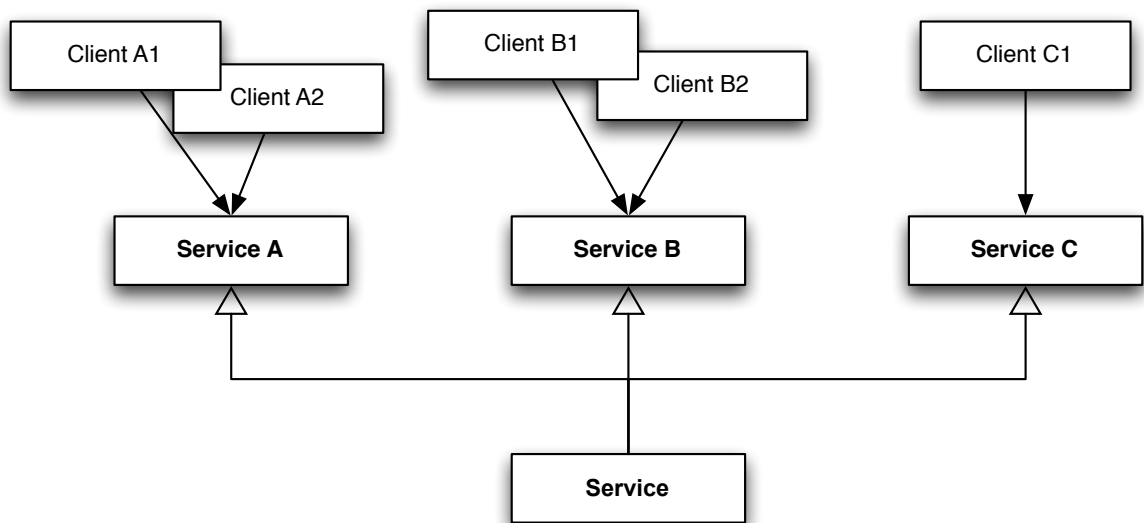 Client A1
Client A2
Client B1
Client B2
Client C1
Service A
Service B
Service C
Service